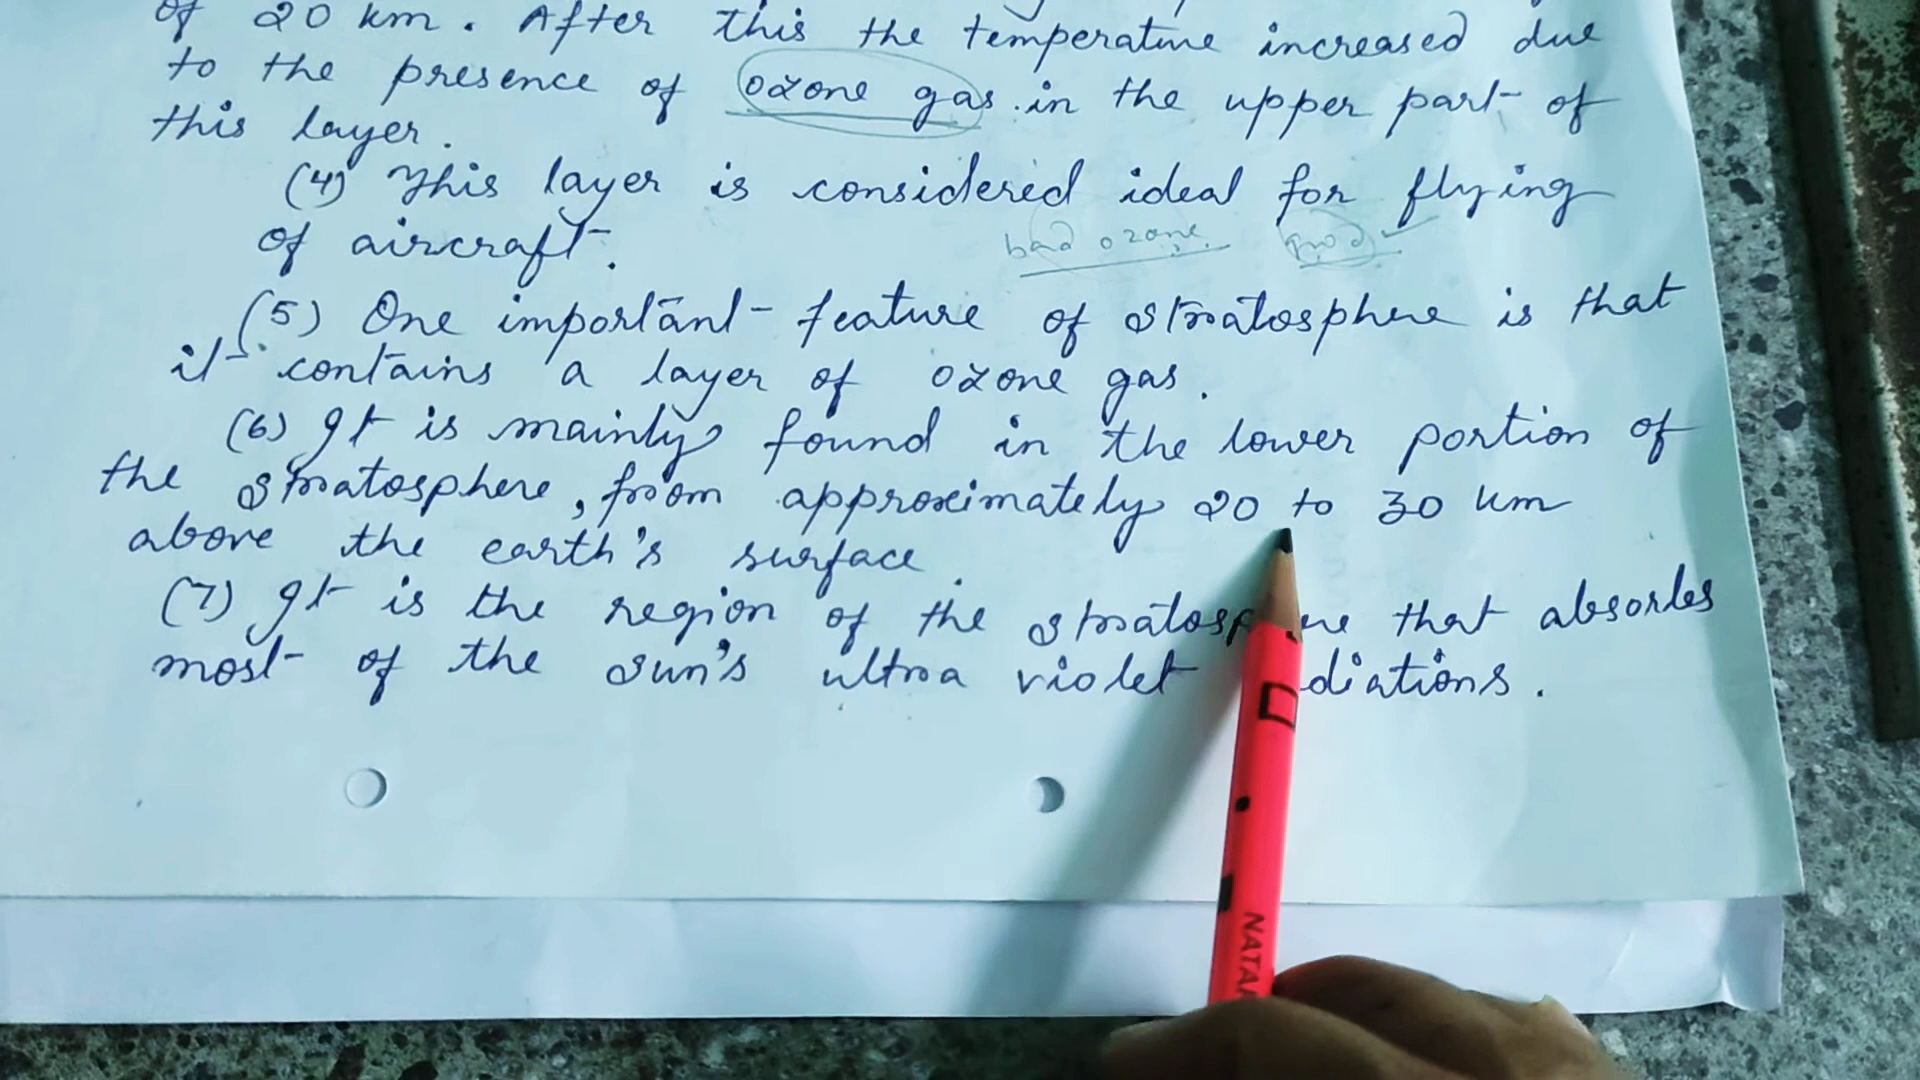 of 20 km. After this the temperature increased due
to the presence of ozone gas in the upper part of
this layer.
(4) This layer is considered ideal for flying
of aircraft.
bad ozone good
(5) One important feature of stratosphere is that
it contains a layer of ozone gas.
(6) It is mainly found in the lower portion of
the stratosphere, from approximately 20 to 30 km
above the earth's surface.
(7) It is the region of the that absorbs
most of the sun's ultra violet diations.
NATA